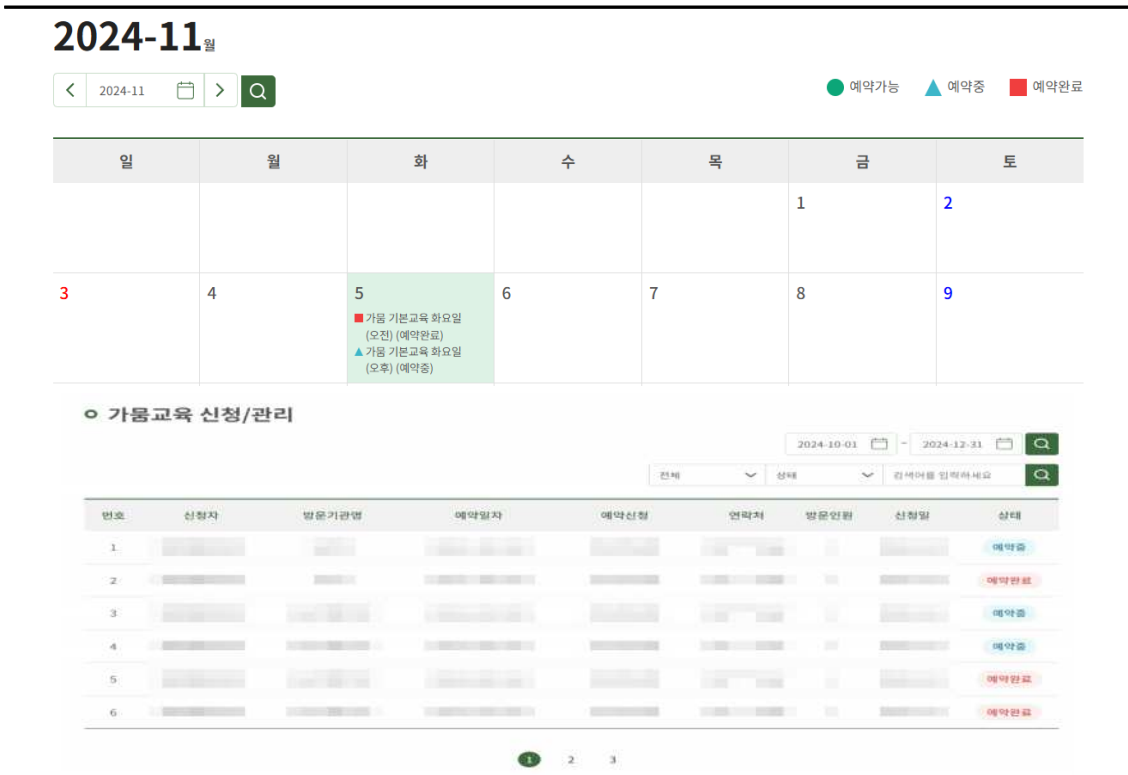 2024-11월
2024-11
예약가능 예약중 예약완료
일 월 화 수 목 금 토
1 2
3 4 5 6 7 8 9
가뭄 기본교육 화요일
(오전) (예약완료)
가뭄 기본교육 화요일
(오후) (예약중)
가뭄교육 신청/관리
2024-10-01 ~ 2024-12-31
전체 상태 검색어를 입력하세요
번호 신청자 방문기관명 예약일자 예약신청 연락처 방문인원 신청일 상태
1 예약중
2 예약완료
3 예약중
4 예약중
5 예약완료
6 예약완료
1 2 3